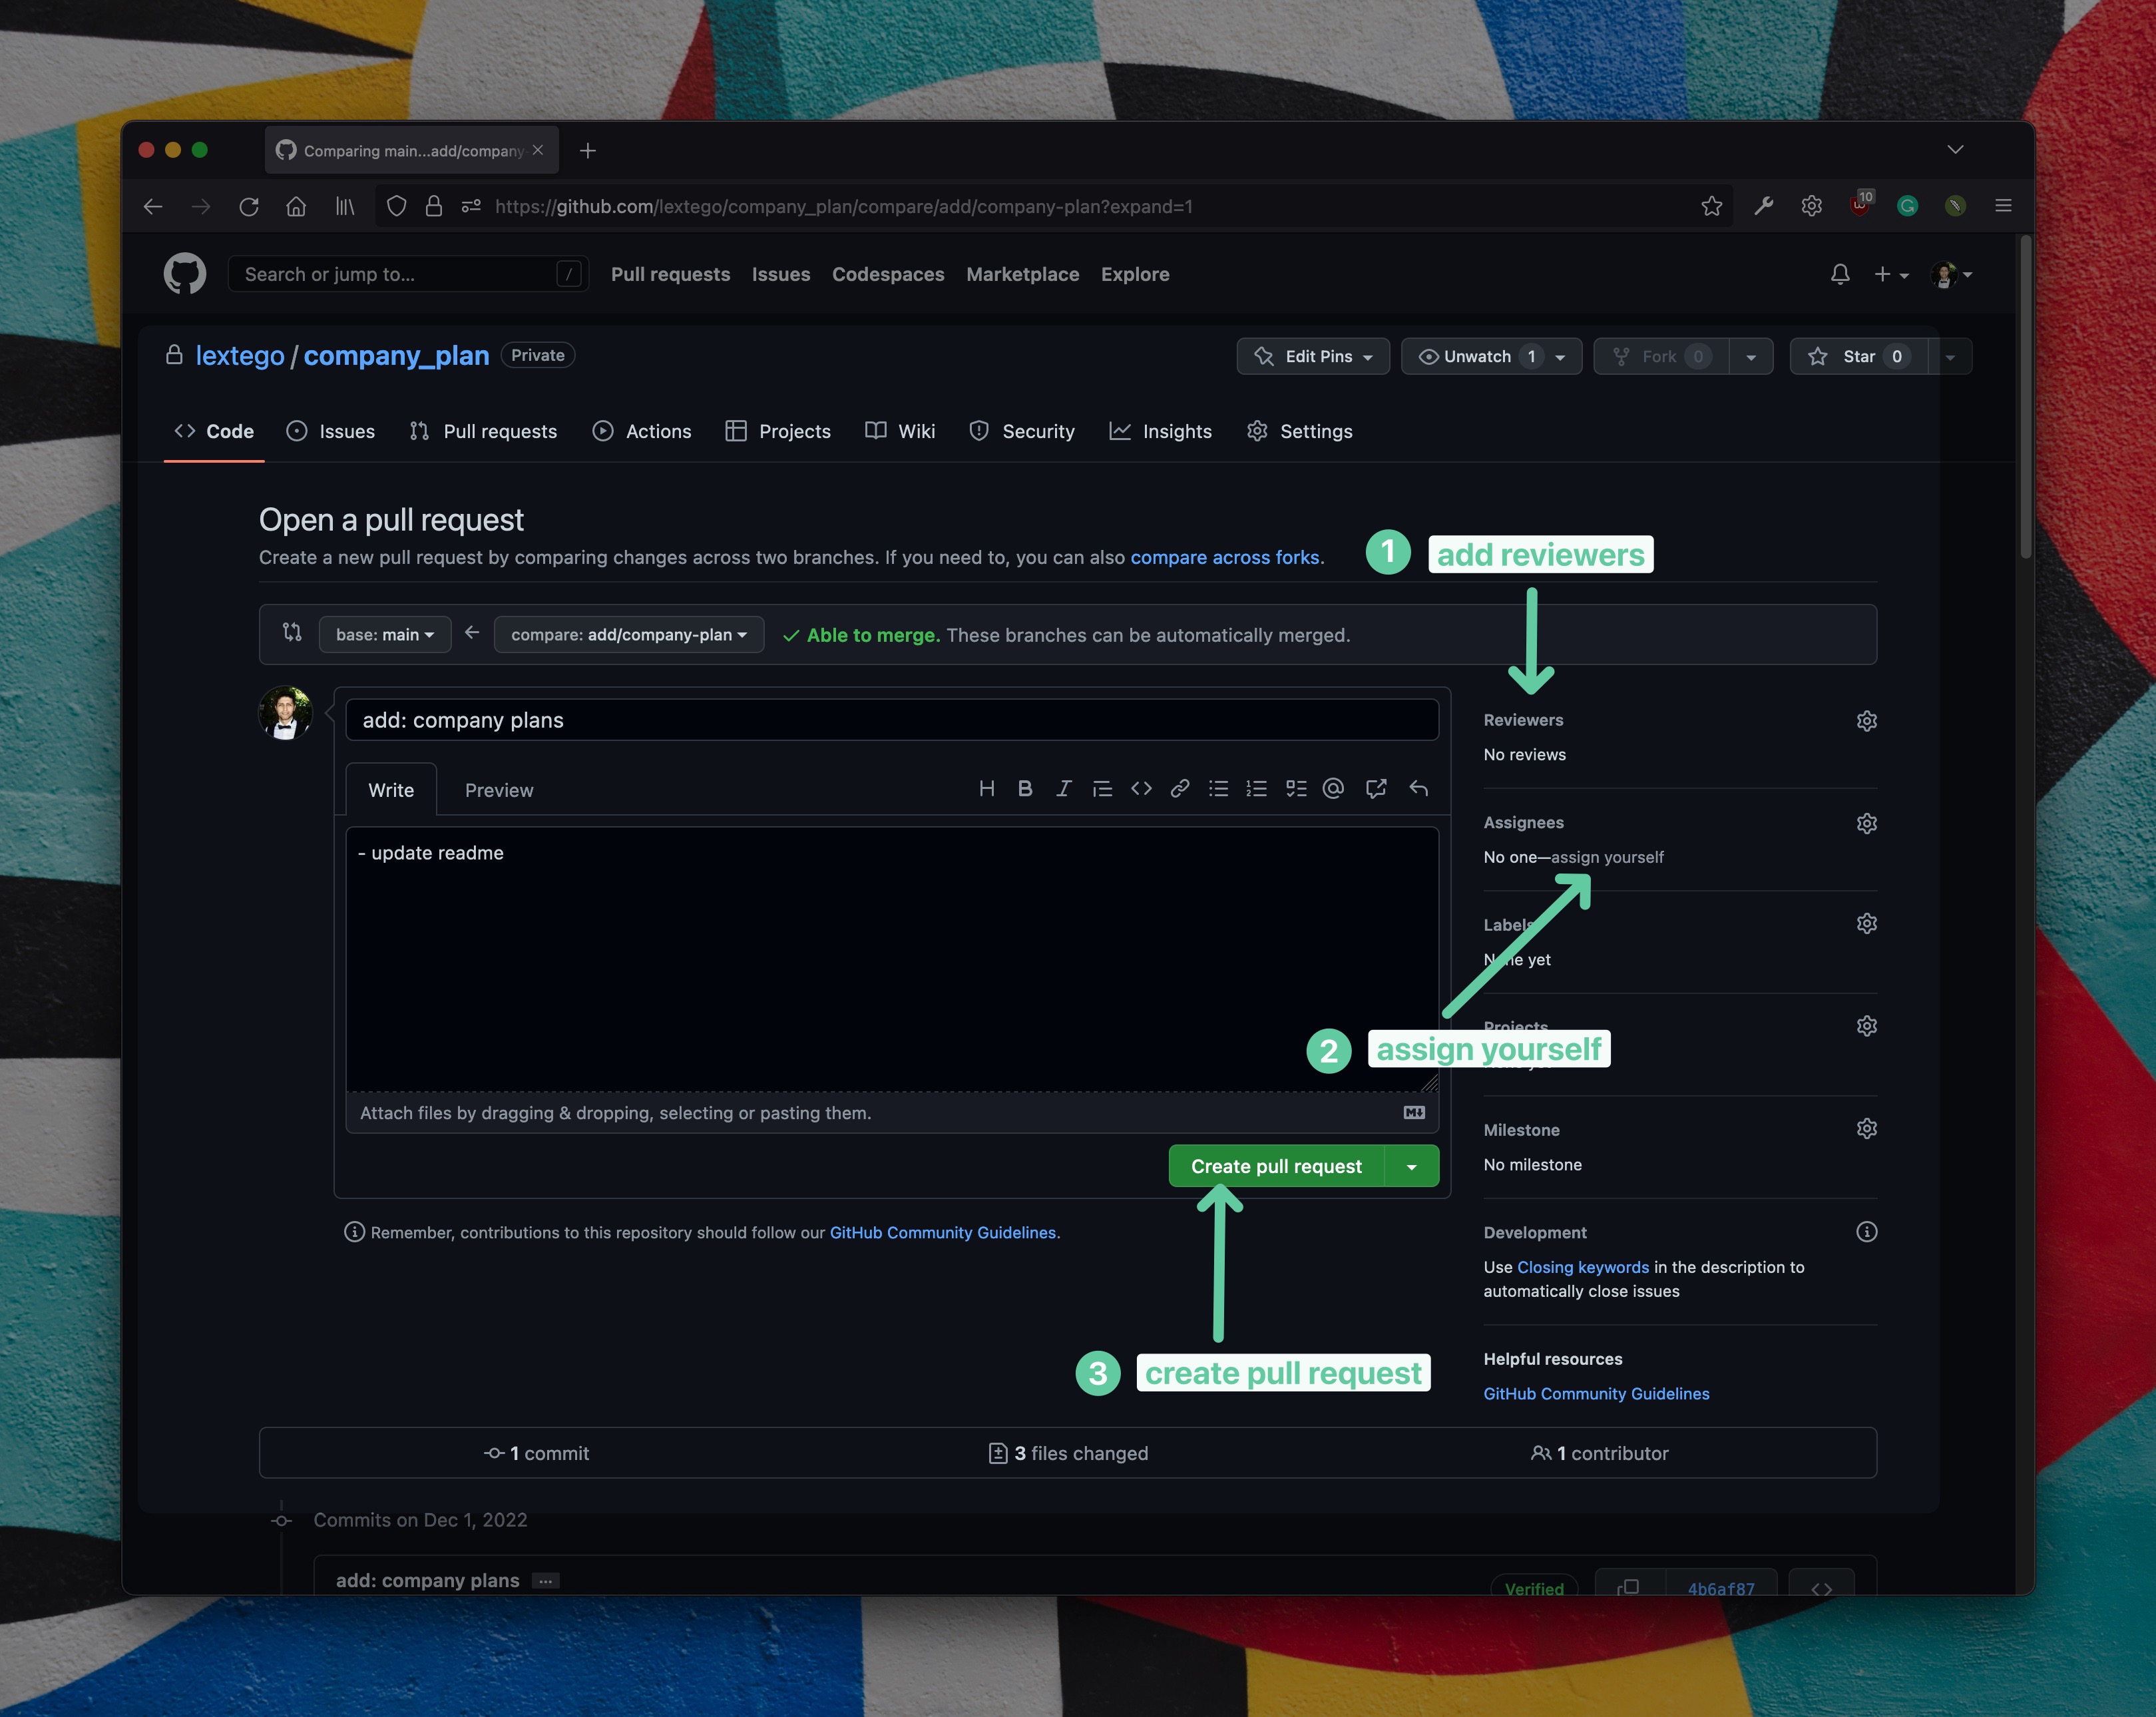 Comparing main...add/company-
https://github.com/lextego/company_plan/compare/add/company-plan?expand=1
10
Search or jump to... /
Pull requests Issues Codespaces Marketplace Explore
lextego / company_plan Private
Edit Pins Unwatch 1 Fork 0 Star 0
Code Issues Pull requests Actions Projects Wiki Security Insights Settings
Open a pull request
Create a new pull request by comparing changes across two branches. If you need to, you can also compare across forks.
1 add reviewers
base: main compare: add/company-plan Able to merge. These branches can be automatically merged.
add: company plans
Write Preview
- update readme
Attach files by dragging & dropping, selecting or pasting them.
Create pull request
Remember, contributions to this repository should follow our GitHub Community Guidelines.
Reviewers
No reviews
Assignees
No one—assign yourself
Labels
None yet
Projects
2 assign yourself
Milestone
No milestone
Development
Use Closing keywords in the description to
automatically close issues
Helpful resources
GitHub Community Guidelines
3 create pull request
1 commit 3 files changed 1 contributor
Commits on Dec 1, 2022
add: company plans ...
Verified 4b6af87